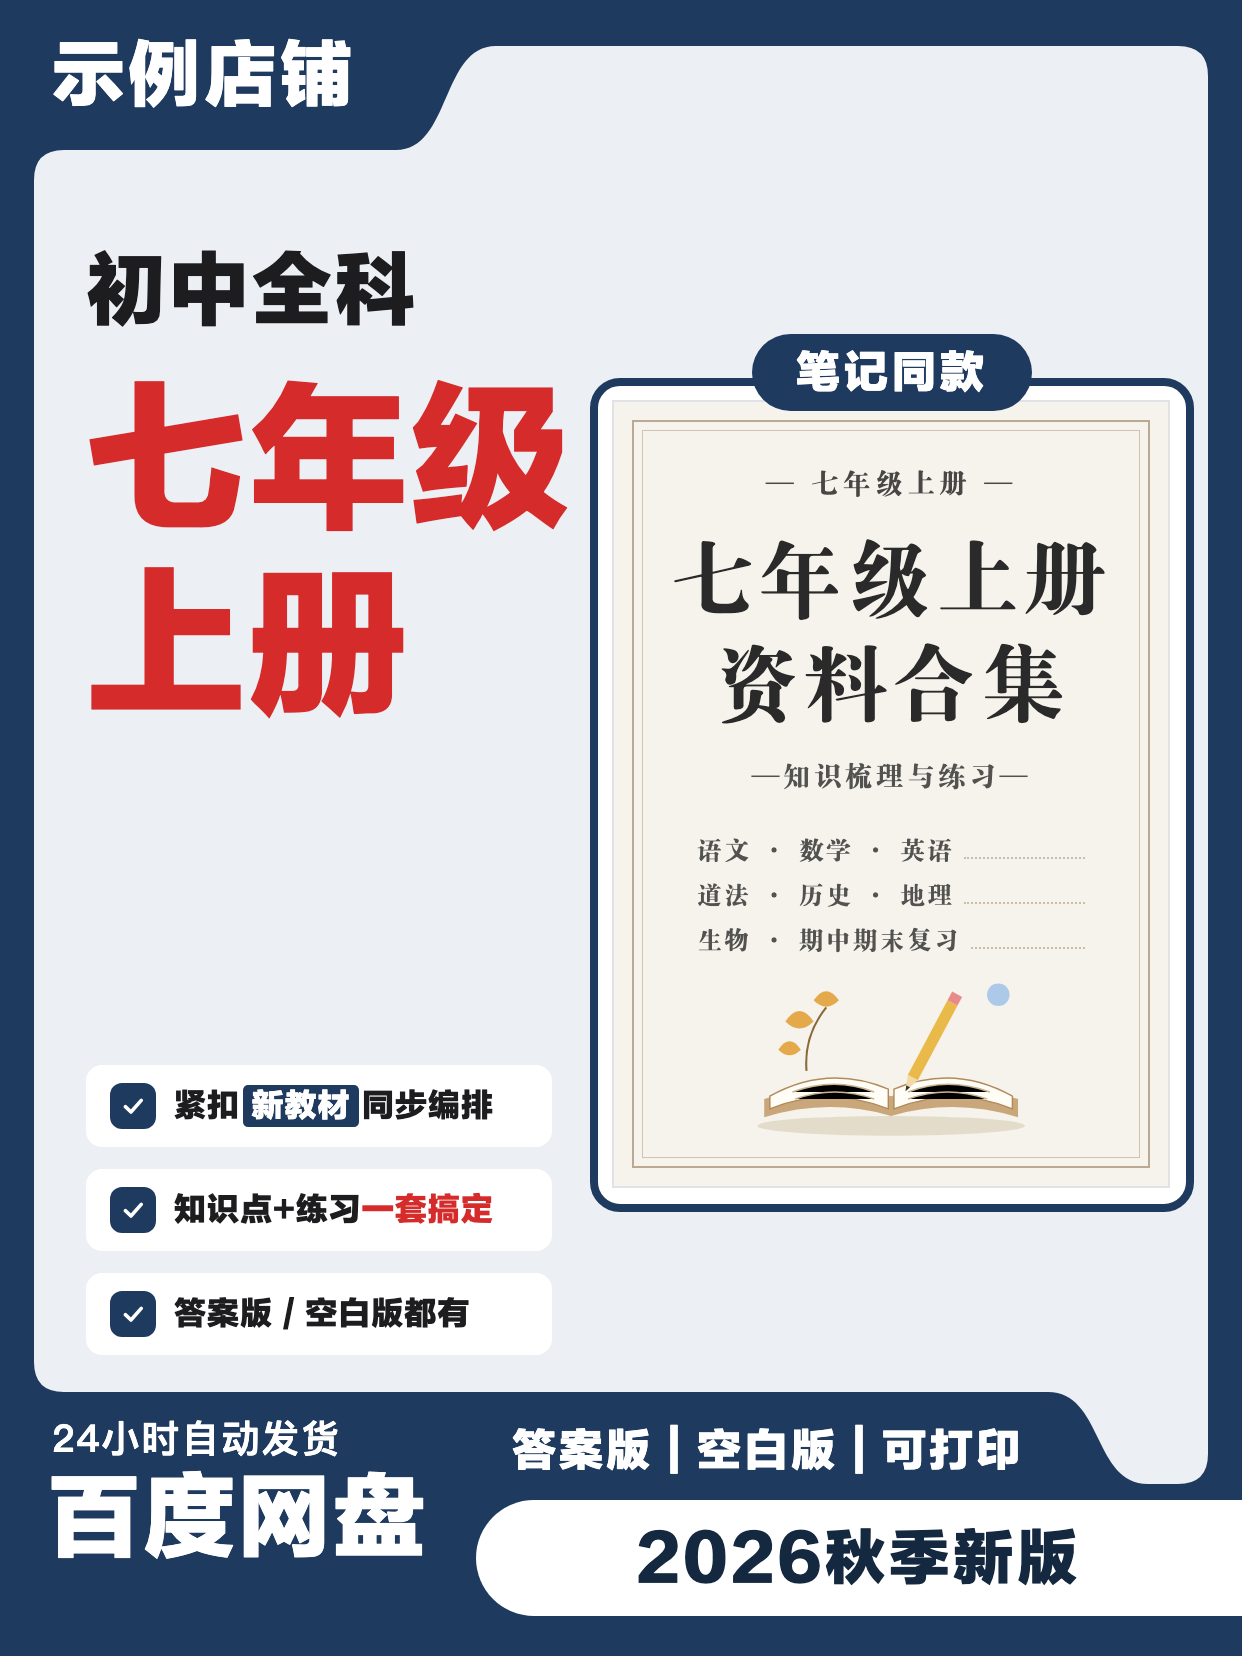 示例店铺
初中全科
七年级
上册
笔记同款
— 七年级上册 —
七年级上册
资料合集
—知识梳理与练习—
语文 · 数学 · 英语
道法 · 历史 · 地理
生物 · 期中期末复习
紧扣新教材同步编排
知识点+练习一套搞定
答案版 / 空白版都有
24小时自动发货
百度网盘
答案版 | 空白版 | 可打印
2026秋季新版